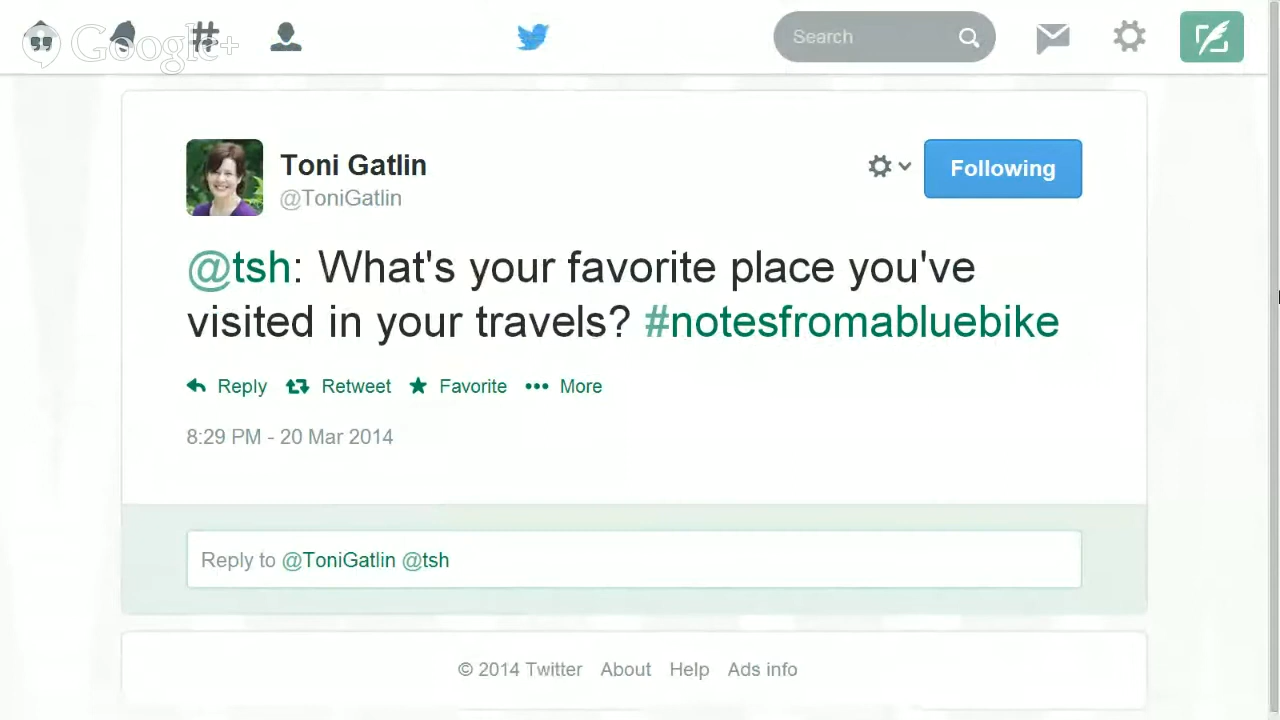 Google+
Search
Toni Gatlin
@ToniGatlin
Following
@tsh: What's your favorite place you've
visited in your travels? #notesfromabluebike
Reply Retweet Favorite More
8:29 PM - 20 Mar 2014
Reply to @ToniGatlin @tsh
© 2014 Twitter About Help Ads info